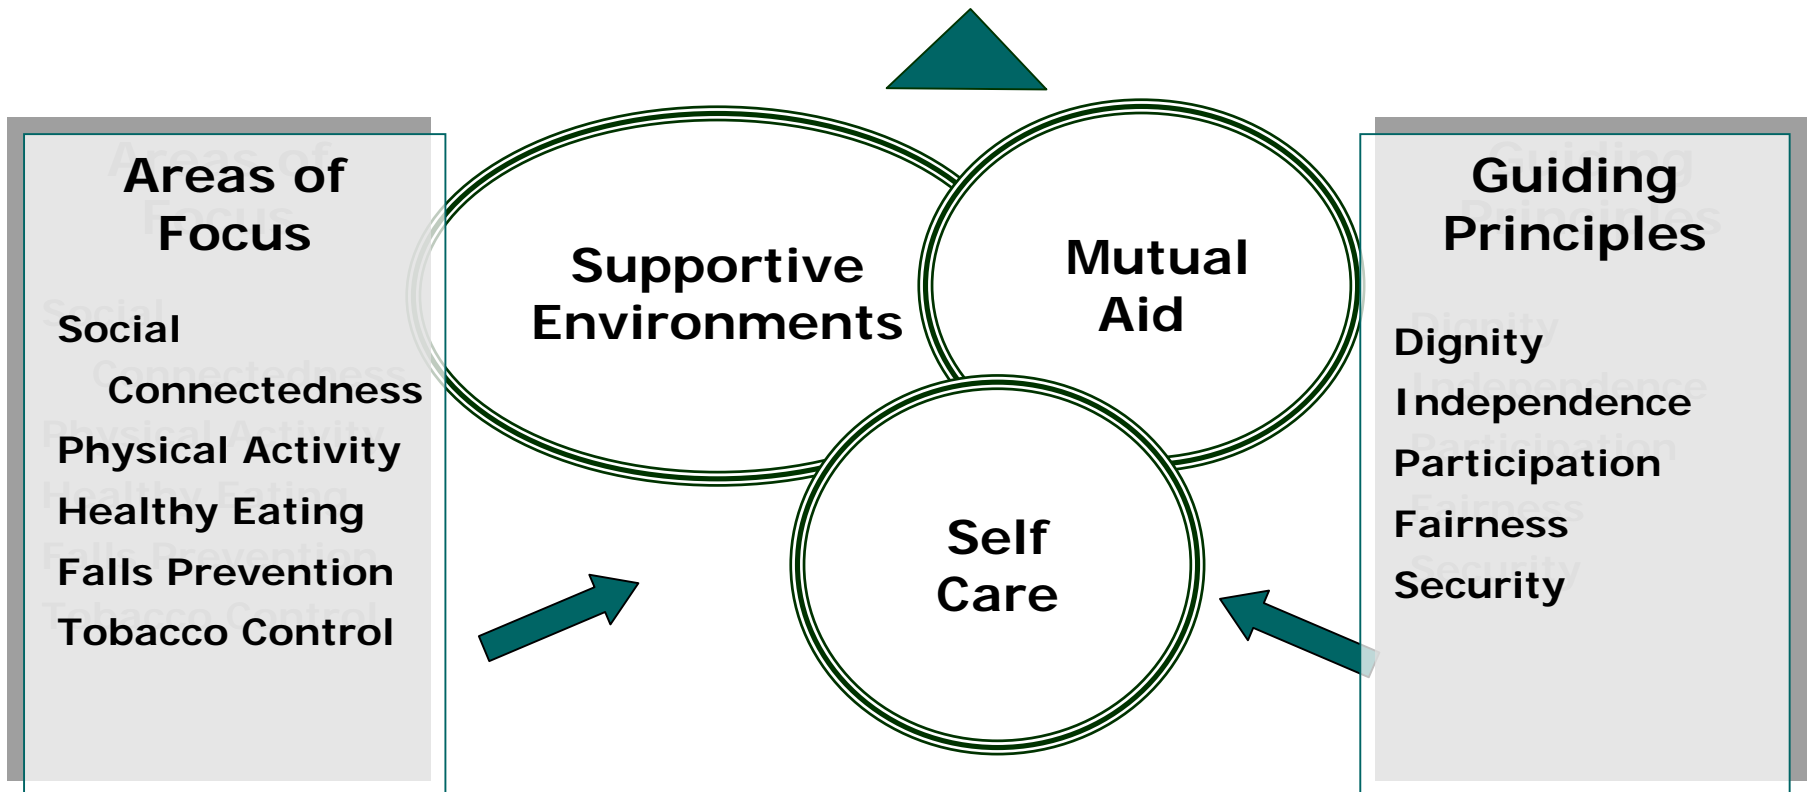 Areas of
Focus
Social
Connectedness
Physical Activity
Healthy Eating
Falls Prevention
Tobacco Control
Supportive
Environments
Mutual
Aid
Self
Care
Guiding
Principles
Dignity
Independence
Participation
Fairness
Security